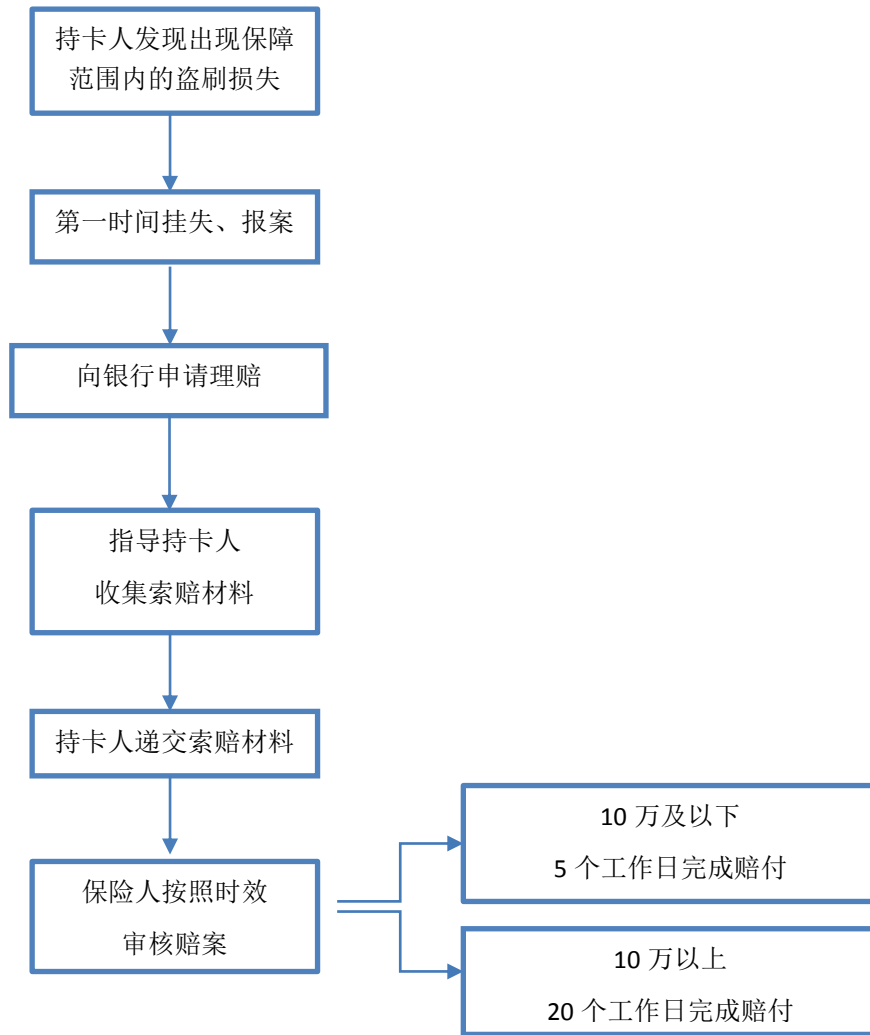 持卡人发现出现保障
范围内的盗刷损失
第一时间挂失、报案
向银行申请理赔
指导持卡人
收集索赔材料
持卡人递交索赔材料
保险人按照时效
审核赔案
10 万及以下
5 个工作日完成赔付
10 万以上
20 个工作日完成赔付